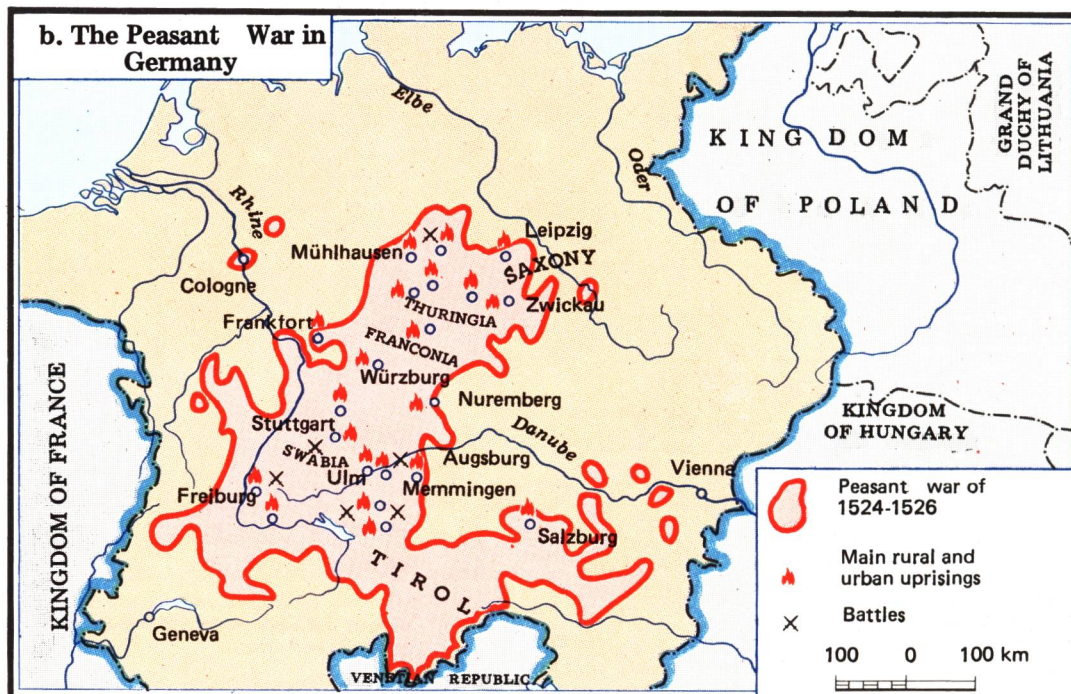 b. The Peasant War in
Germany
Elbe
Oder
Rhine
KINGDOM
OF POLAND
GRAND
DUCHY OF
LITHUANIA
Mühlhausen
Leipzig
SAXONY
Cologne
Zwickau
THURINGIA
Frankfort
FRANCONIA
Würzburg
Nuremberg
KINGDOM OF FRANCE
KINGDOM
OF HUNGARY
Stuttgart
Danube
SWABIA
Augsburg
Vienna
Ulm
Freiburg
Memmingen
Salzburg
TIROL
Geneva
VENETIAN REPUBLIC
Peasant war of
1524-1526
Main rural and
urban uprisings
Battles
100 0 100 km